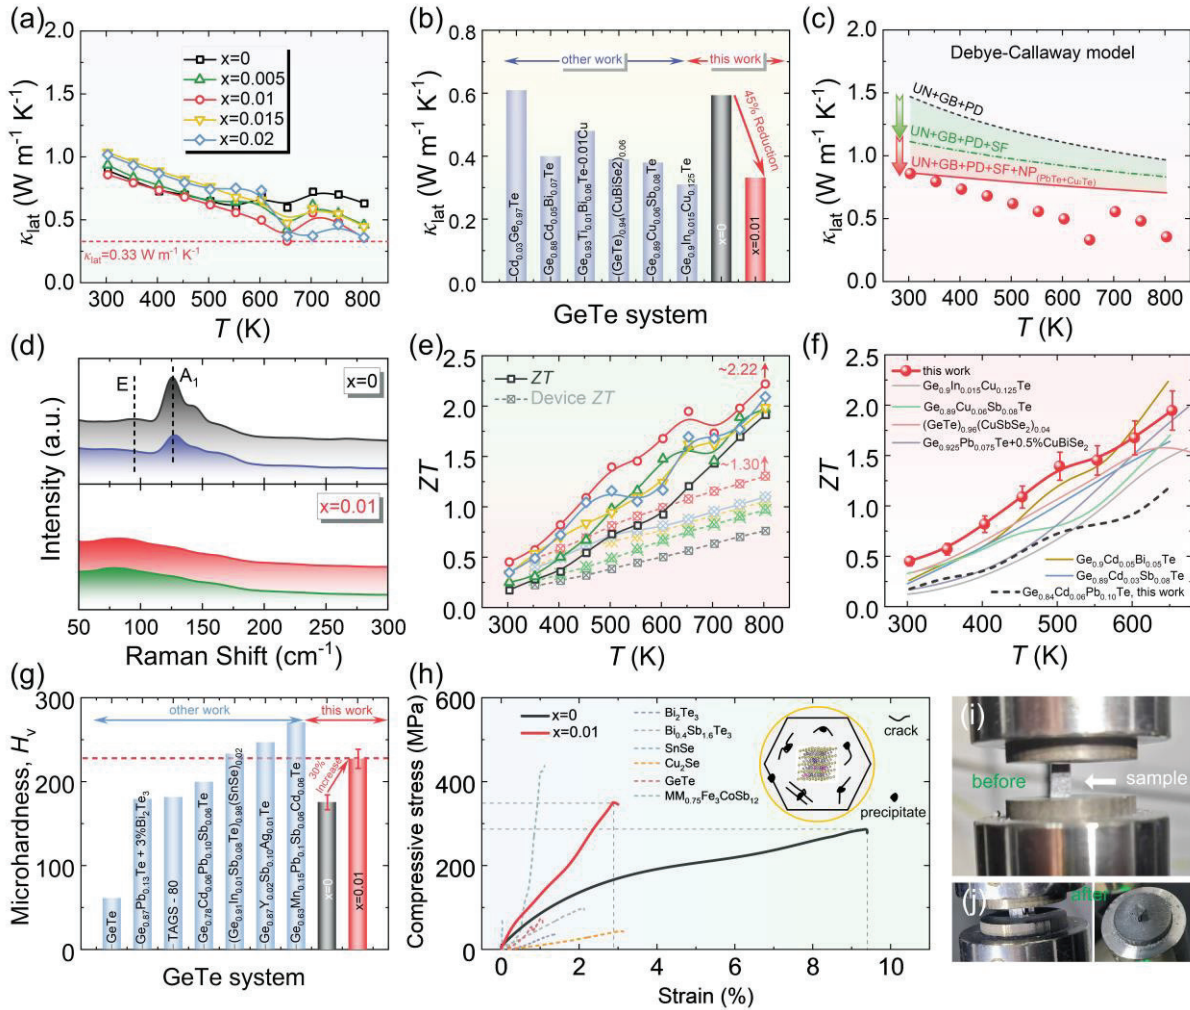 (a)
2.0
1.5
1.0
0.5
0.0
κlat (W m-1 K-1)
x=0
x=0.005
x=0.01
x=0.015
x=0.02
κlat=0.33 W m-1 K-1
300 400 500 600 700 800
T (K)
(b)
0.8
0.6
0.4
0.2
0.0
κlat (W m-1 K-1)
other work
this work
45% Reduction
Cd0.03Ge0.97Te
Ge0.88Cd0.05Bi0.07Te
Ge0.93Ti0.01Bi0.06Te-0.01Cu
(GeTe)0.94(CuBiSe2)0.06
Ge0.89Cu0.06Sb0.08Te
Ge0.9In0.015Cu0.125Te
x=0
x=0.01
GeTe system
(c)
2.0
1.5
1.0
0.5
0.0
κlat (W m-1 K-1)
Debye-Callaway model
UN+GB+PD
UN+GB+PD+SF
UN+GB+PD+SF+NP(PbTe+Cu2Te)
300 400 500 600 700 800
T (K)
(d)
Intensity (a.u.)
E
A1
x=0
x=0.01
50 100 150 200 250 300
Raman Shift (cm-1)
(e)
2.5
2.0
1.5
1.0
0.5
0.0
ZT
ZT
Device ZT
~2.22
~1.30
300 400 500 600 700 800
T (K)
(f)
2.5
2.0
1.5
1.0
0.5
0.0
ZT
this work
Ge0.9In0.015Cu0.125Te
Ge0.89Cu0.06Sb0.08Te
(GeTe)0.96(CuSbSe2)0.04
Ge0.925Pb0.075Te+0.5%CuBiSe2
Ge0.9Cd0.05Bi0.05Te
Ge0.89Cd0.03Sb0.08Te
Ge0.84Cd0.06Pb0.10Te, this work
300 400 500 600
T (K)
(g)
300
200
100
0
Microhardness, Hv
other work
this work
30% Increase
GeTe
Ge0.87Pb0.13Te + 3%Bi2Te3
TAGS - 80
Ge0.78Cd0.06Pb0.10Sb0.06Te
(Ge0.91In0.01Sb0.08Te)0.98(SnSe)0.02
Ge0.87Y0.02Sb0.10Ag0.01Te
Ge0.63Mn0.15Pb0.1Sb0.06Cd0.06Te
x=0
x=0.01
GeTe system
(h)
600
400
200
0
Compressive stress (MPa)
x=0
x=0.01
Bi2Te3
Bi0.4Sb1.6Te3
SnSe
Cu2Se
GeTe
MM0.75Fe3CoSb12
crack
precipitate
0 2 4 6 8 10
Strain (%)
(i)
before
sample
(j)
after